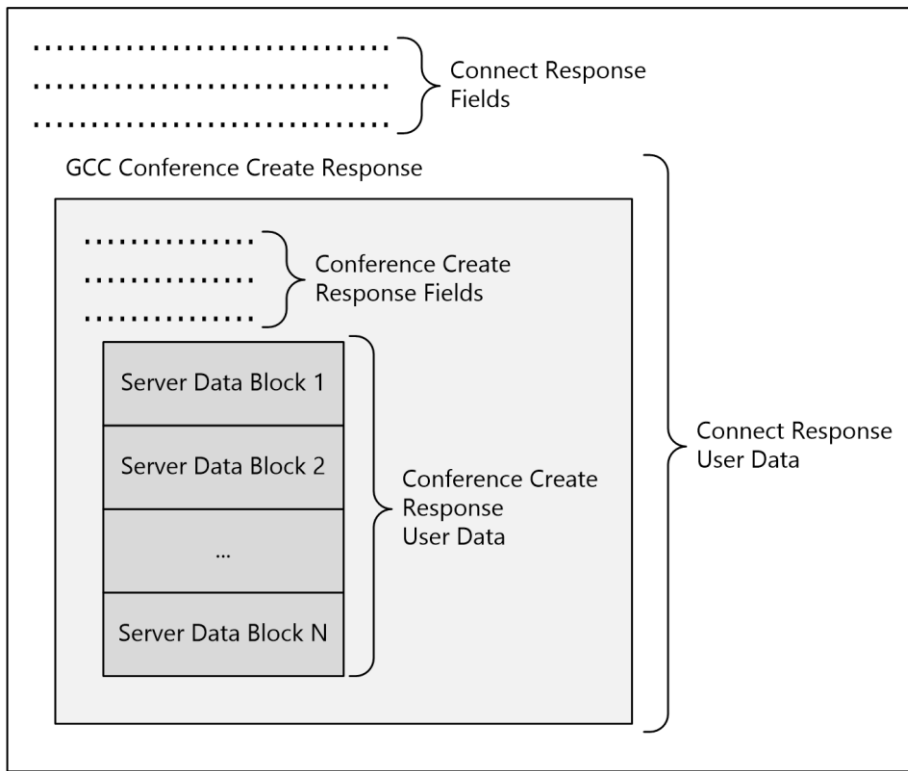 Connect Response
Fields
GCC Conference Create Response
Conference Create
Response Fields
Server Data Block 1
Server Data Block 2
...
Server Data Block N
Conference Create
Response
User Data
Connect Response
User Data